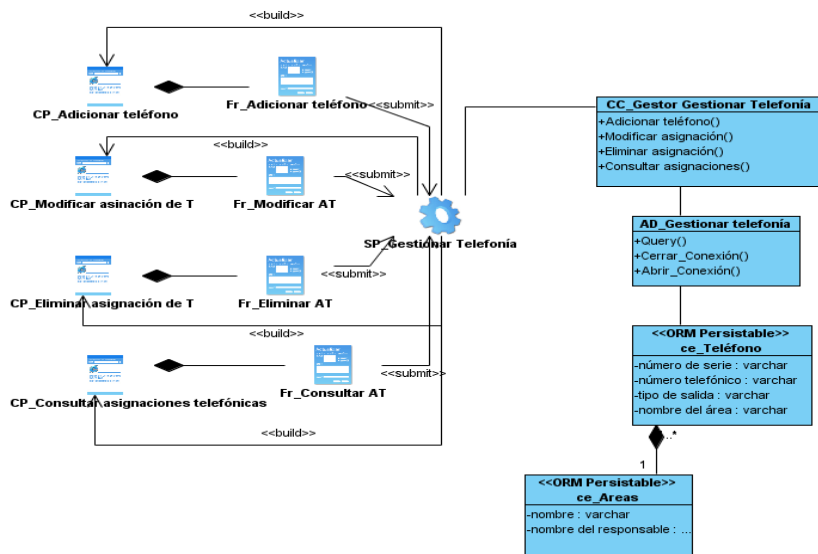 <<build>>
CP_Adicionar teléfono
Fr_Adicionar teléfono
<<submit>>
<<build>>
CP_Modificar asinación de T
Fr_Modificar AT
<<submit>>
SP_Gestionar Telefonía
CP_Eliminar asignación de T
Fr_Eliminar AT
<<submit>>
<<build>>
CP_Consultar asignaciones telefónicas
Fr_Consultar AT
<<submit>>
<<build>>
CC_Gestor Gestionar Telefonía
+Adicionar teléfono()
+Modificar asignación()
+Eliminar asignación()
+Consultar asignaciones()
AD_Gestionar telefonía
+Query()
+Cerrar_Conexión()
+Abrir_Conexión()
<<ORM Persistable>>
ce_Teléfono
-número de serie : varchar
-número telefónico : varchar
-tipo de salida : varchar
-nombre del área : varchar
..*
1
<<ORM Persistable>>
ce_Areas
-nombre : varchar
-nombre del responsable : ...